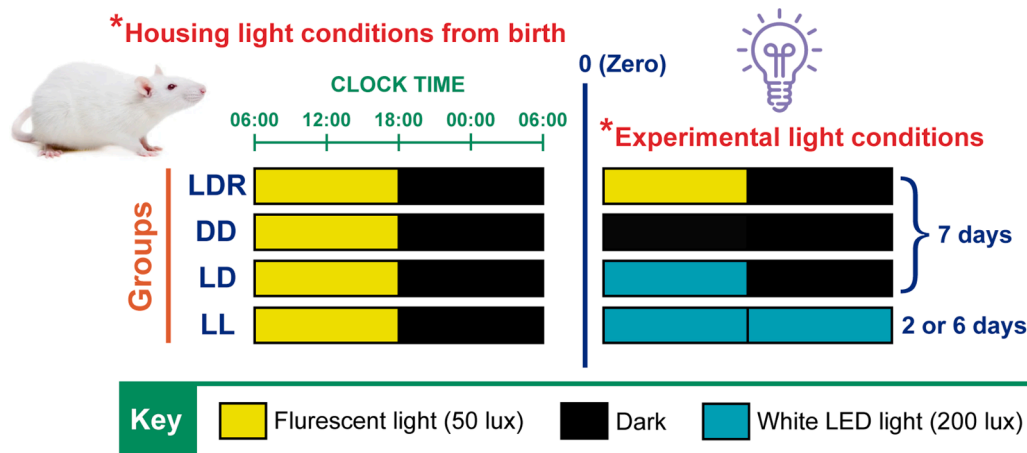 *Housing light conditions from birth
0 (Zero)
CLOCK TIME
06:00 12:00 18:00 00:00 06:00
*Experimental light conditions
Groups
LDR
DD
LD
LL
7 days
2 or 6 days
Key
Flurescent light (50 lux)
Dark
White LED light (200 lux)